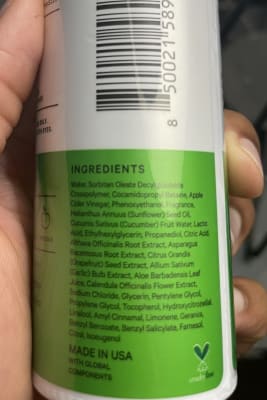 8 50021 589
INGREDIENTS
Water, Sorbitan Oleate Decylglucoside
Crosspolymer, Cocamidopropyl Betaine, Apple
Cider Vinegar, Phenoxyethanol, Fragrance,
Helianthus Annuus (Sunflower) Seed Oil,
Cucumis Sativus (Cucumber) Fruit Water, Lactic
Acid, Ethylhexylglycerin, Propanediol, Citric Acid,
Althaea Officinalis Root Extract, Asparagus
Racemosus Root Extract, Citrus Grandis
(Grapefruit) Seed Extract, Allium Sativum
(Garlic) Bulb Extract, Aloe Barbadensis Leaf
Juice, Calendula Officinalis Flower Extract,
Sodium Chloride, Glycerin, Pentylene Glycol,
Propylene Glycol, Tocopherol, Hydroxycitronellal,
Linalool, Amyl Cinnamal, Limonene, Geraniol,
Benzyl Benzoate, Benzyl Salicylate, Farnesol,
Citral, Isoeugenol
MADE IN USA
WITH GLOBAL
COMPONENTS